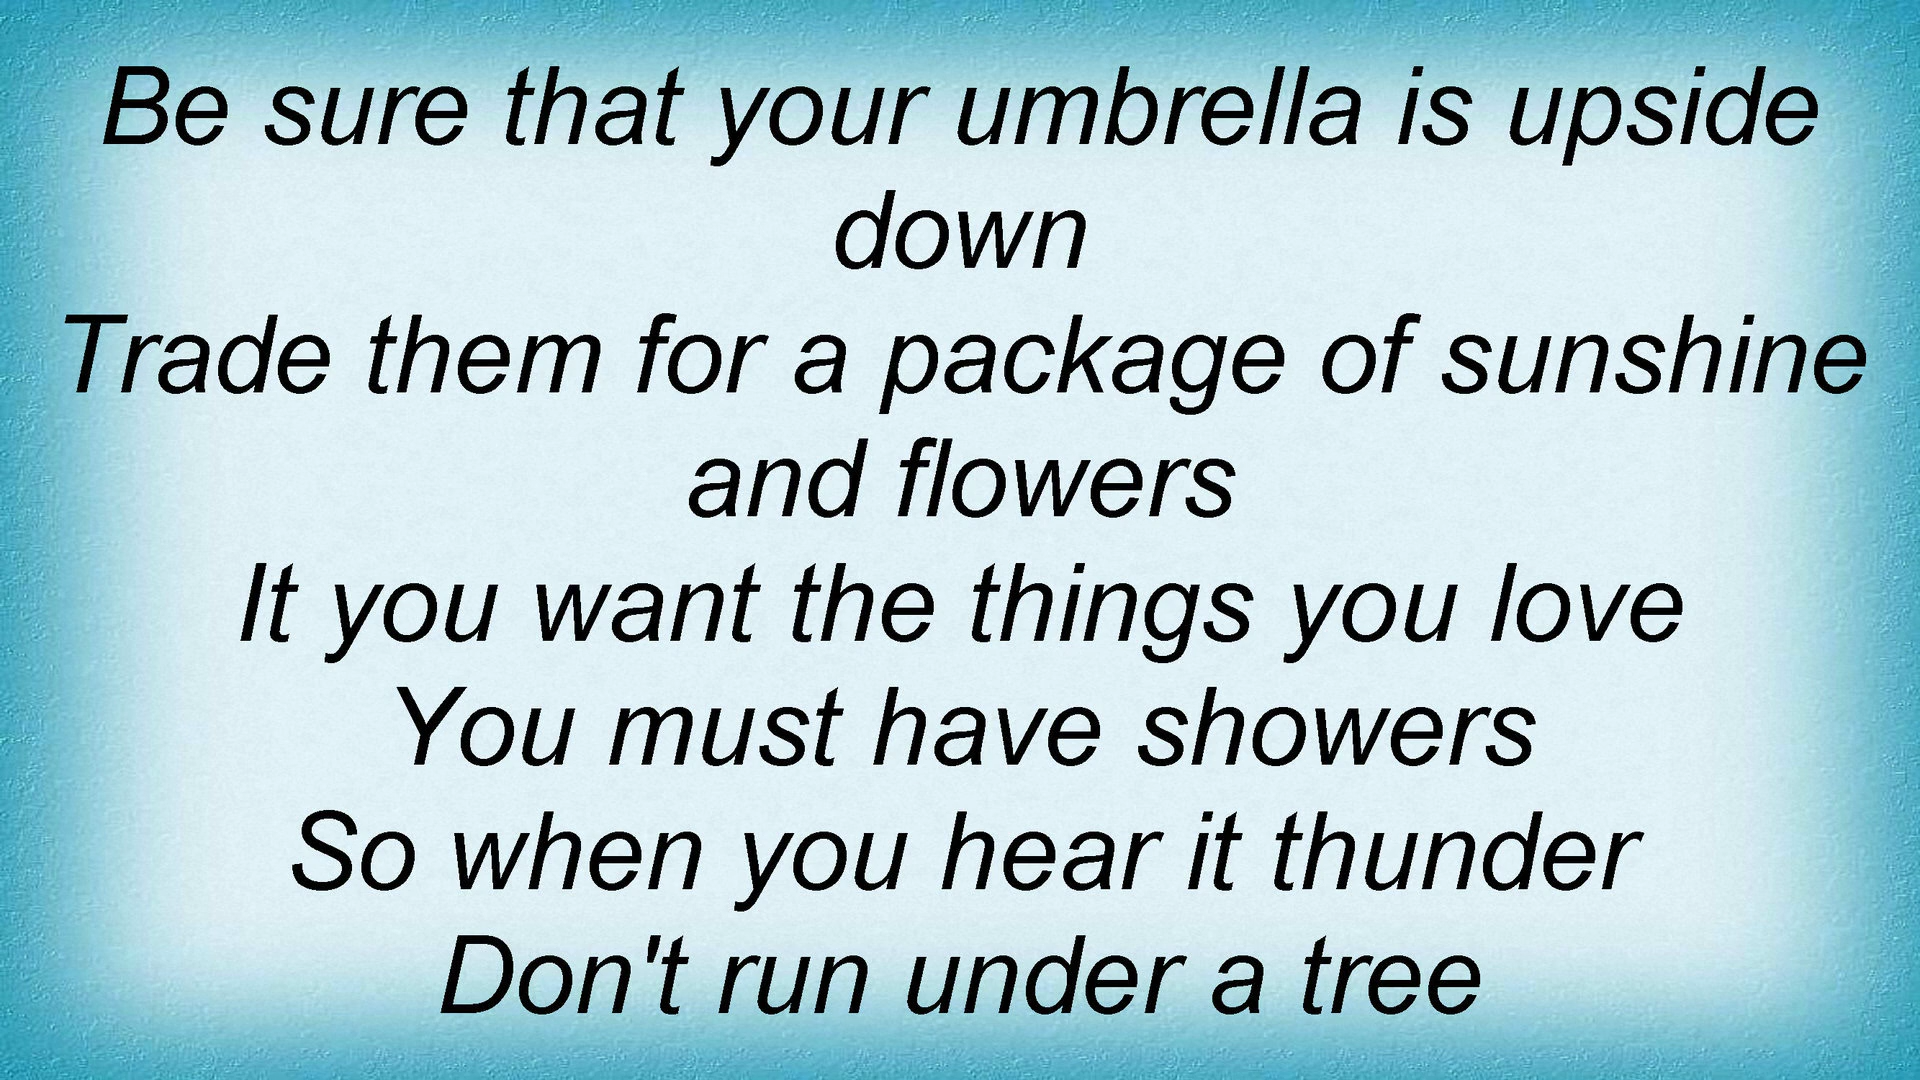 Be sure that your umbrella is upside
down
Trade them for a package of sunshine
and flowers
It you want the things you love
You must have showers
So when you hear it thunder
Don't run under a tree